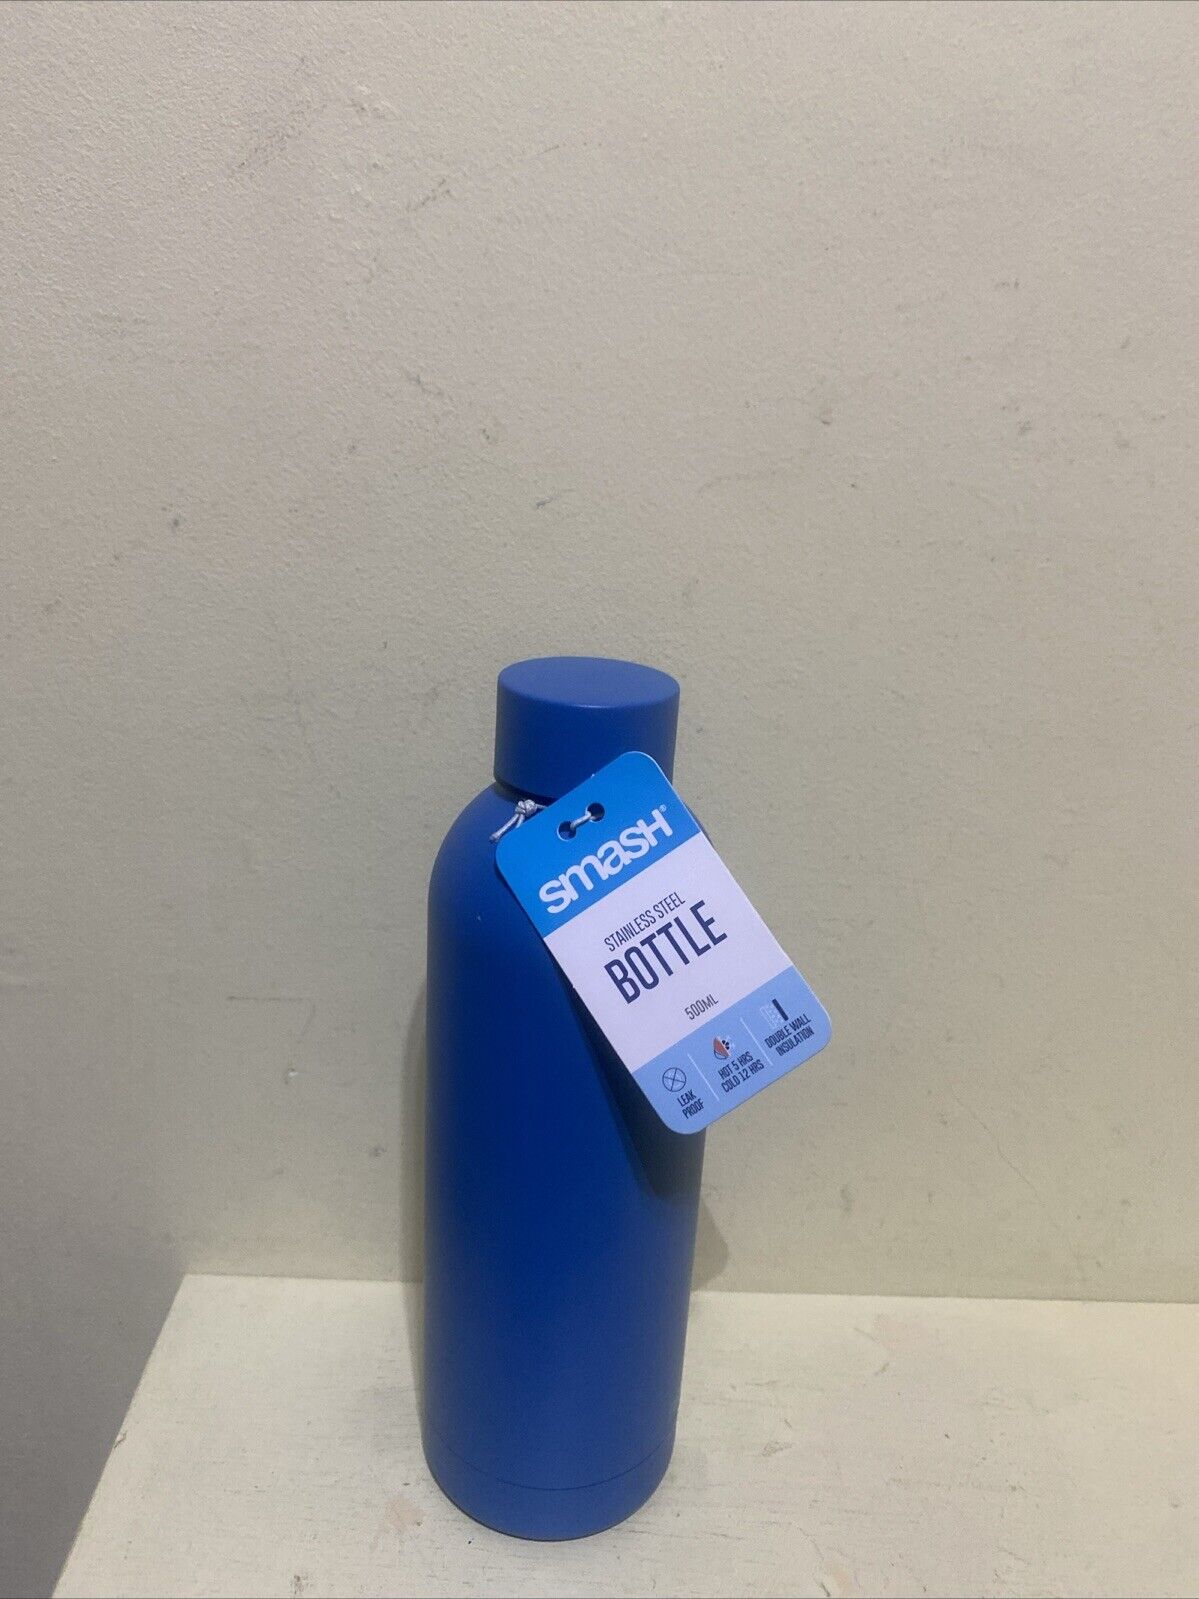 smasH®
STAINLESS STEEL
BOTTLE
500ML
LEAK
PROOF
HOT 5 HRS
COLD 12 HRS
DOUBLE WALL
INSULATION